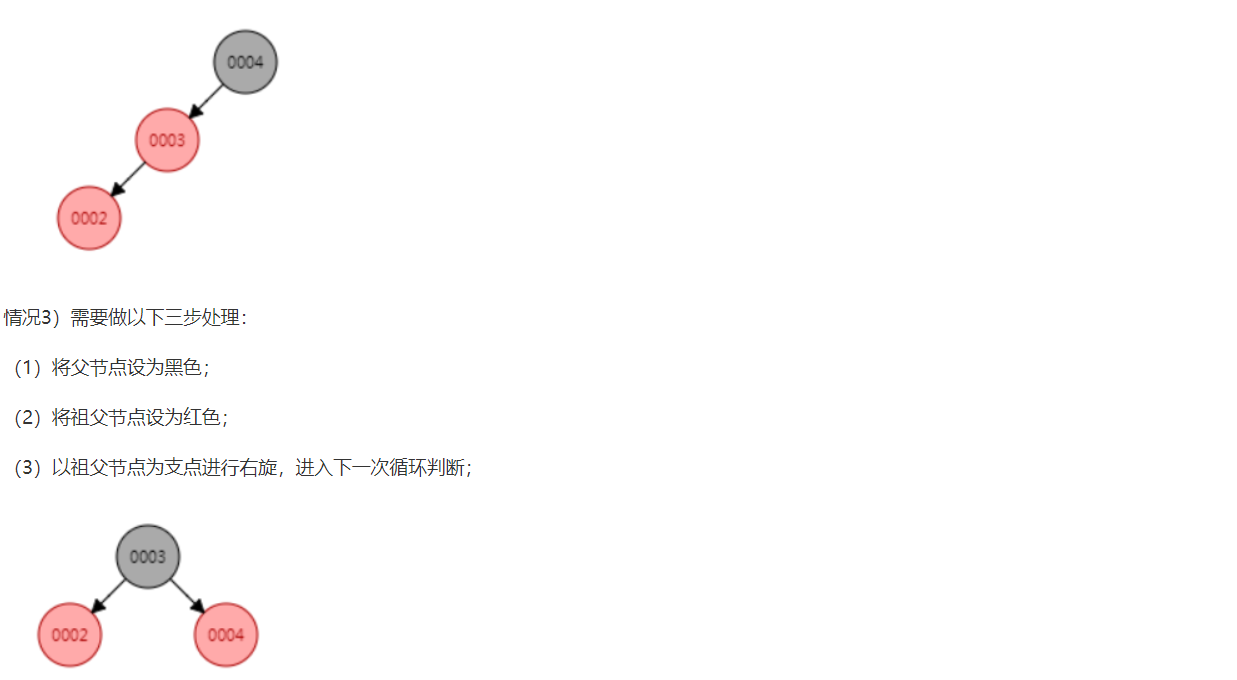 0004
0003
0002
情况3）需要做以下三步处理：
（1）将父节点设为黑色；
（2）将祖父节点设为红色；
（3）以祖父节点为支点进行右旋，进入下一次循环判断；
0003
0002 0004